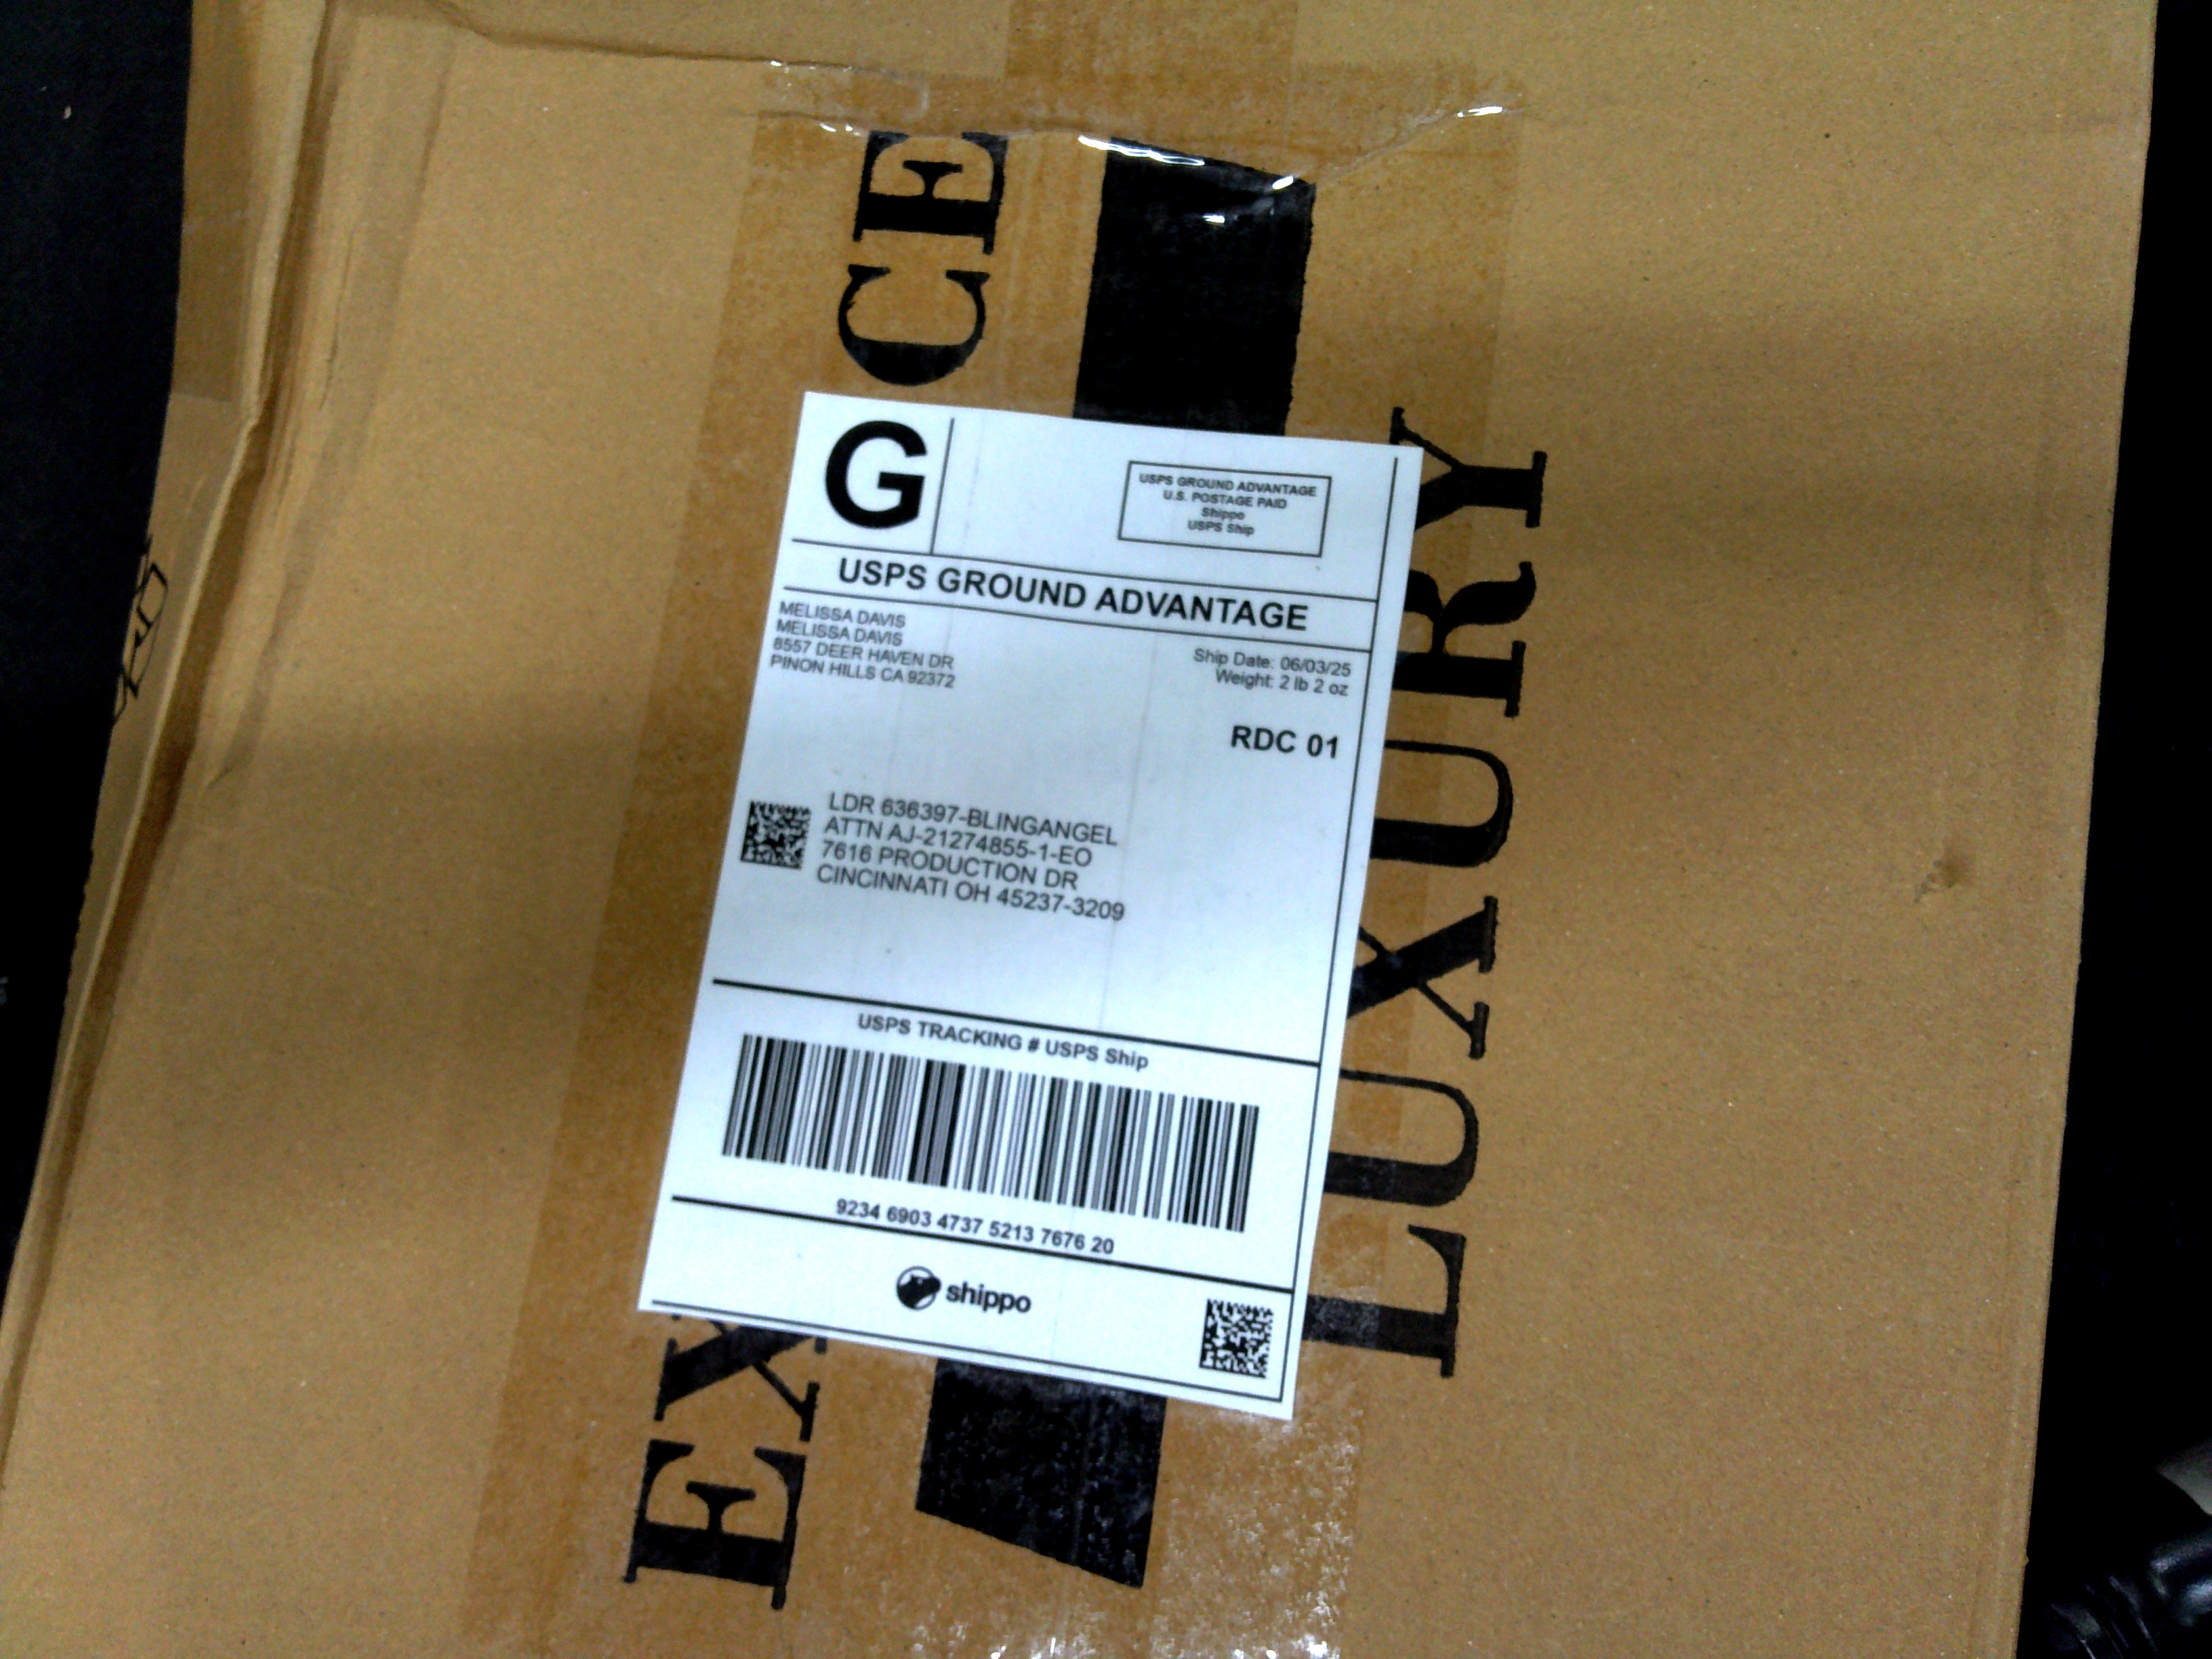 G
USPS GROUND ADVANTAGE
U.S. POSTAGE PAID
Shippo
USPS Ship
USPS GROUND ADVANTAGE
MELISSA DAVIS
MELISSA DAVIS
8557 DEER HAVEN DR
PINON HILLS CA 92372
Ship Date: 06/03/25
Weight: 2 lb 2 oz
RDC 01
LDR 636397-BLINGANGEL
ATTN AJ-21274855-1-EO
7616 PRODUCTION DR
CINCINNATI OH 45237-3209
USPS TRACKING # USPS Ship
9234 6903 4737 5213 7676 20
shippo
LUXURY